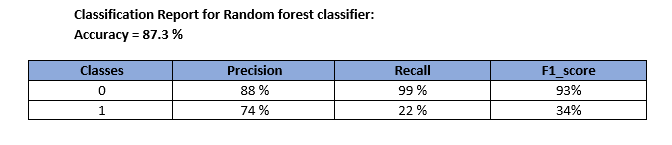 Classification Report for Random forest classifier:
Accuracy = 87.3 %
Classes Precision Recall F1_score
0 88 % 99 % 93%
1 74 % 22 % 34%